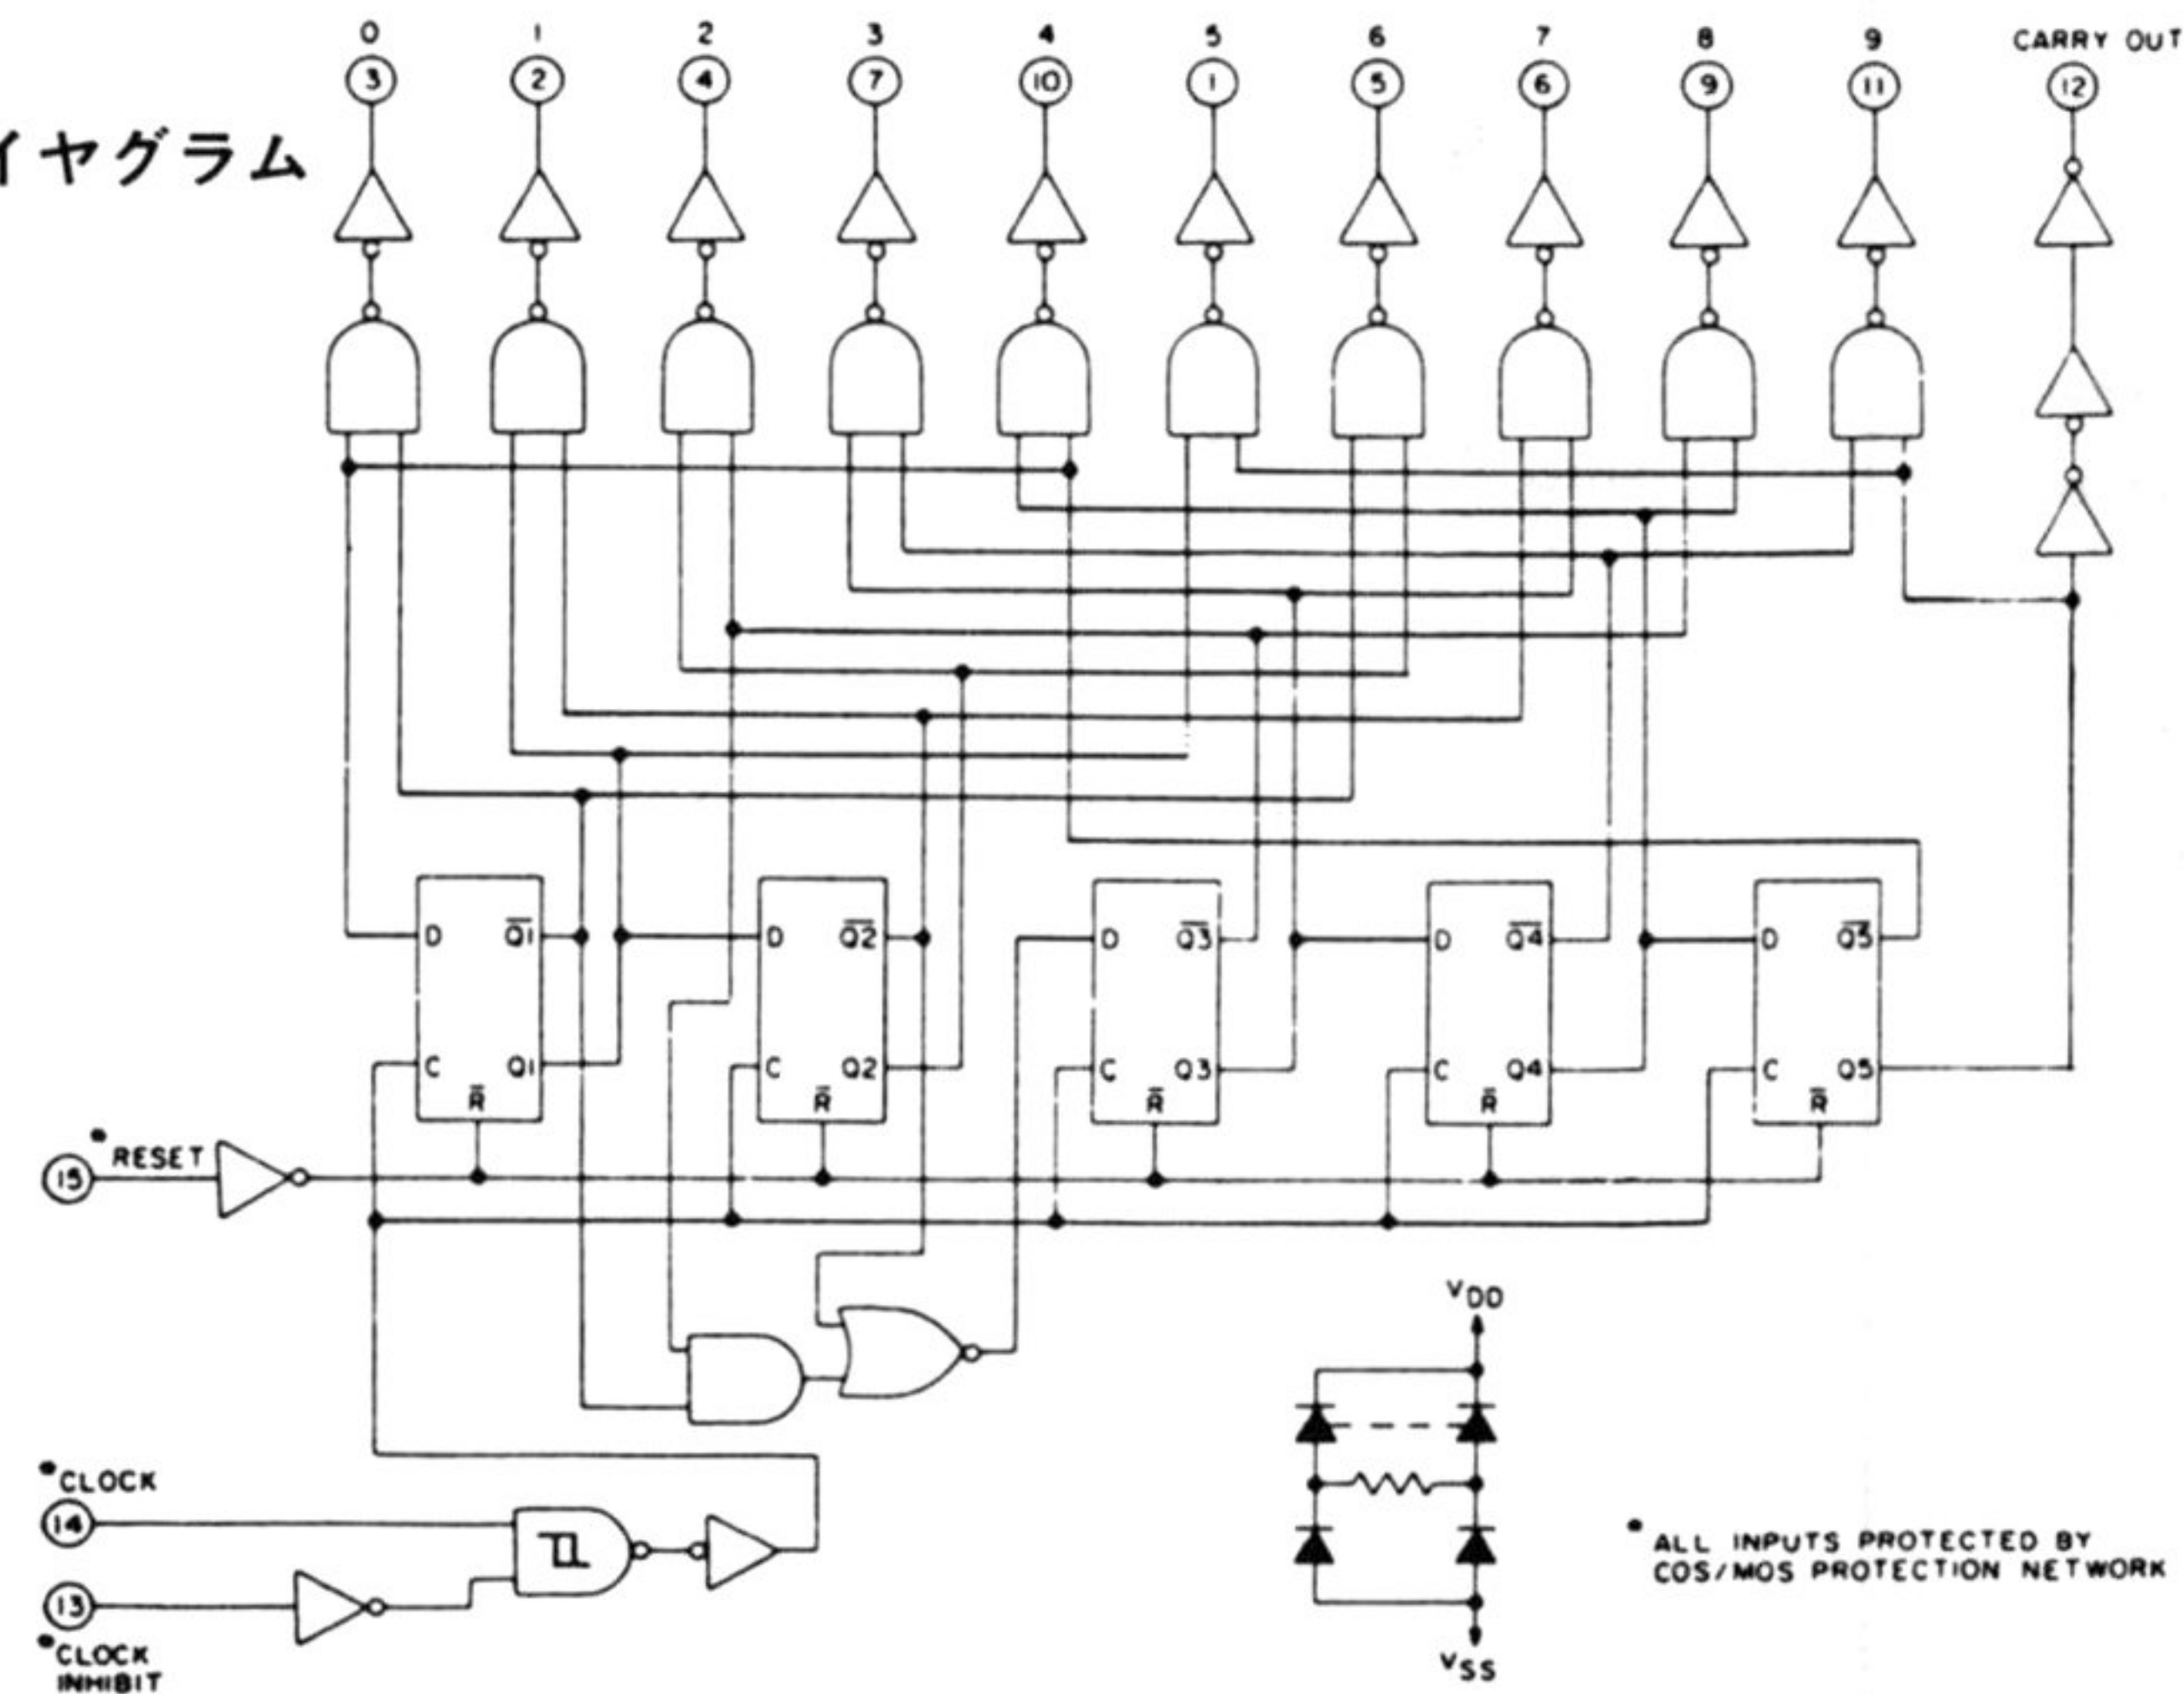 0 1 2 3 4 5 6 7 8 9 CARRY OUT
3 2 4 7 10 1 5 6 9 11 12
イヤグラム
D Q1 D Q2 D Q3 D Q4 D Q5
C Q1 C Q2 C Q3 C Q4 C Q5
R R R R R
15 RESET
VDD
CLOCK
14
13
CLOCK
INHIBIT
ALL INPUTS PROTECTED BY
COS/MOS PROTECTION NETWORK
VSS